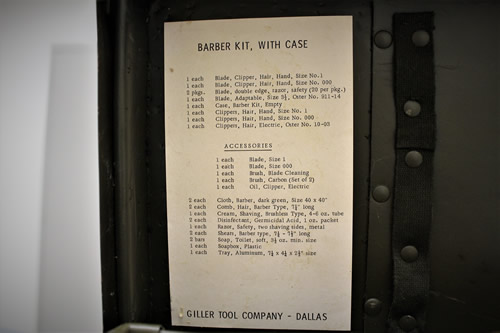 BARBER KIT, WITH CASE
1 each Blade, Clipper, Hair, Hand, Size No.1
1 each Blade, Clipper, Hair, Hand, Size No. 000
2 pkgs. Blade, double edge, razor, safety (20 per pkg.)
1 each Blade, Adaptable, Size 3½, Oster No. 911-14
1 each Case, Barber Kit, Empty
1 each Clippers, Hair, Hand, Size No. 1
1 each Clippers, Hair, Hand, Size No. 000
1 each Clipper, Hair, Electric, Oster No. 10-03
ACCESSORIES
1 each Blade, Size 1
1 each Blade, Size 000
1 each Brush, Blade Cleaning
1 each Brush, Carbon (Set of 2)
1 each Oil, Clipper, Electric
2 each Cloth, Barber, dark green, Size 40 x 40"
2 each Comb, Hair, Barber Type, 7½" long
1 each Cream, Shaving, Brushless Type, 4-6 oz. tube
2 each Disinfectant, Germicidal Acid, 1 oz. packet
1 each Razor, Safety, two shaving sides, metal
2 each Shears, Barber type, 7¼ - 7¾" long
2 bars Soap, Toilet, soft, 3½ oz. min. size
1 each Soapbox, Plastic
1 each Tray, Aluminum, 7½ x 4½ x 2¾" size
GILLER TOOL COMPANY - DALLAS